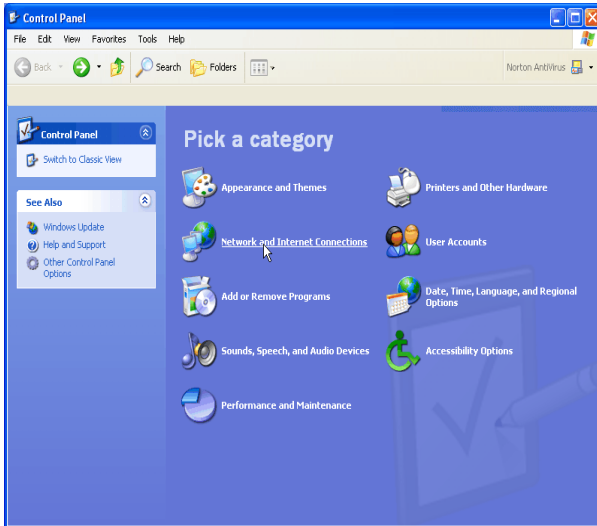 Control Panel
File Edit View Favorites Tools Help
Back Search Folders Norton AntiVirus
Control Panel
Switch to Classic View
See Also
Windows Update
Help and Support
Other Control Panel
Options
Pick a category
Appearance and Themes
Printers and Other Hardware
Network and Internet Connections
User Accounts
Add or Remove Programs
Date, Time, Language, and Regional
Options
Sounds, Speech, and Audio Devices
Accessibility Options
Performance and Maintenance